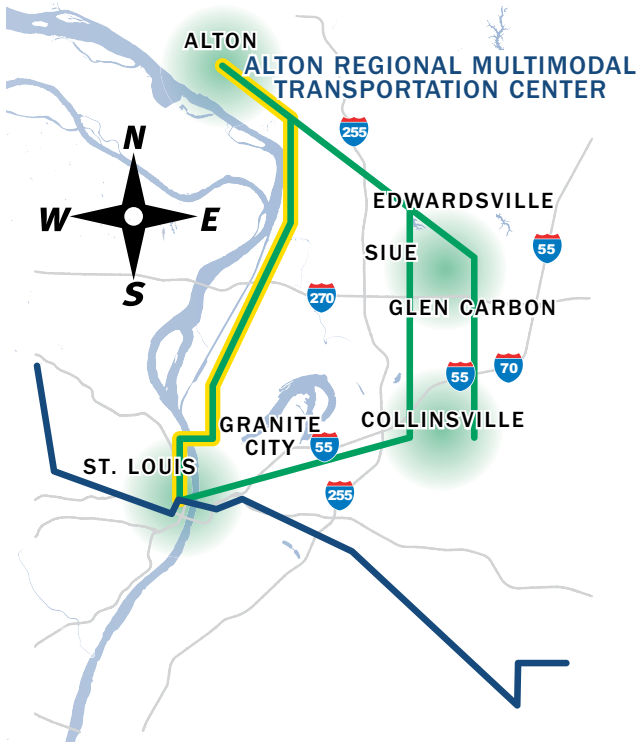 ALTON
ALTON REGIONAL MULTIMODAL
TRANSPORTATION CENTER
255
N
W
E
S
EDWARDSVILLE
SIUE
55
270
GLEN CARBON
55
70
GRANITE
CITY
COLLINSVILLE
55
ST. LOUIS
255